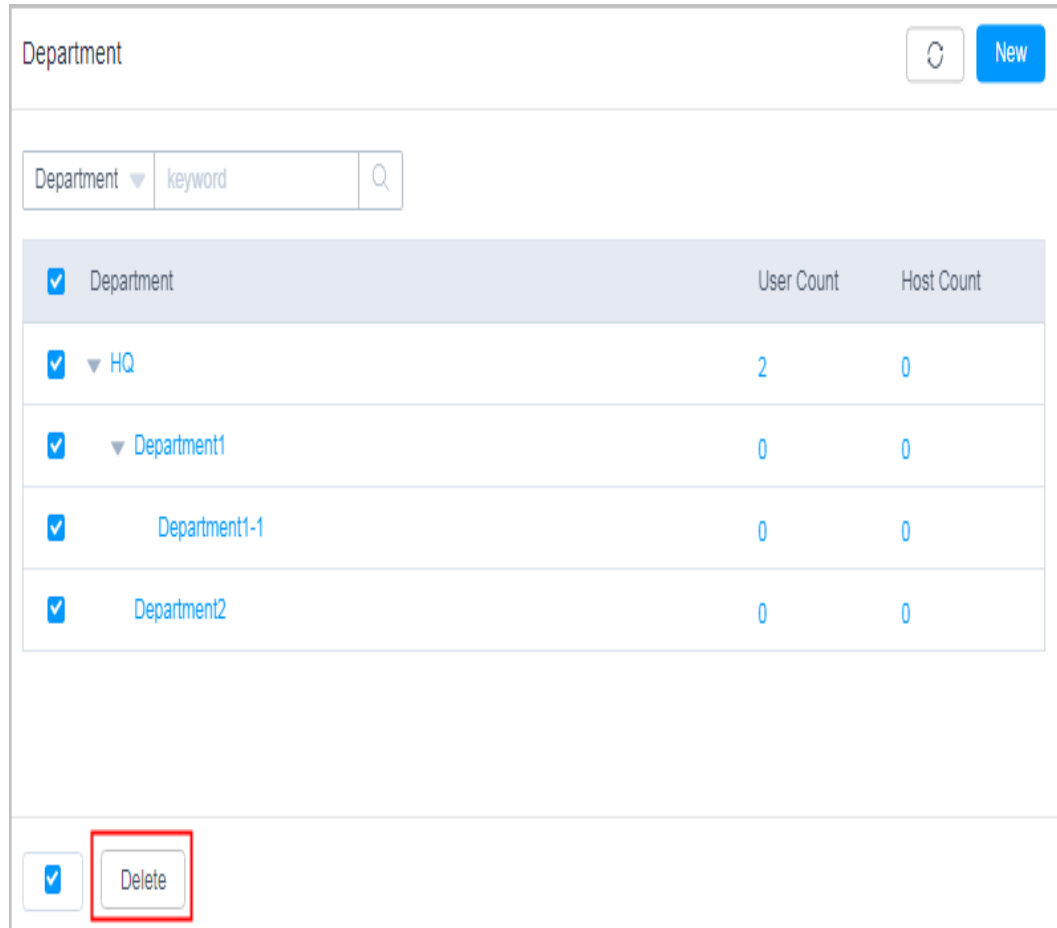 Department New
Department keyword
Department User Count Host Count
HQ 2 0
Department1 0 0
Department1-1 0 0
Department2 0 0
Delete